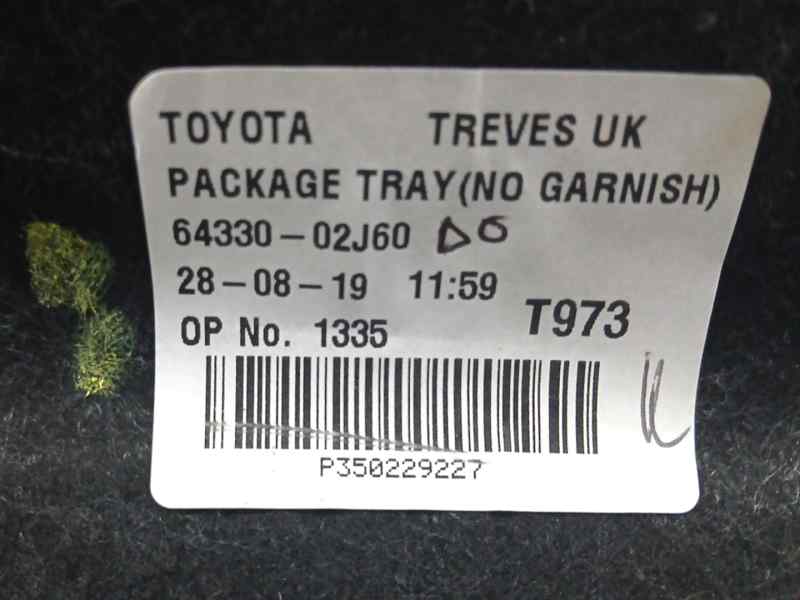 TOYOTA TREVES UK
PACKAGE TRAY(NO GARNISH)
64330-02J60 D0
28-08-19 11:59
T973
OP No. 1335
P350229227